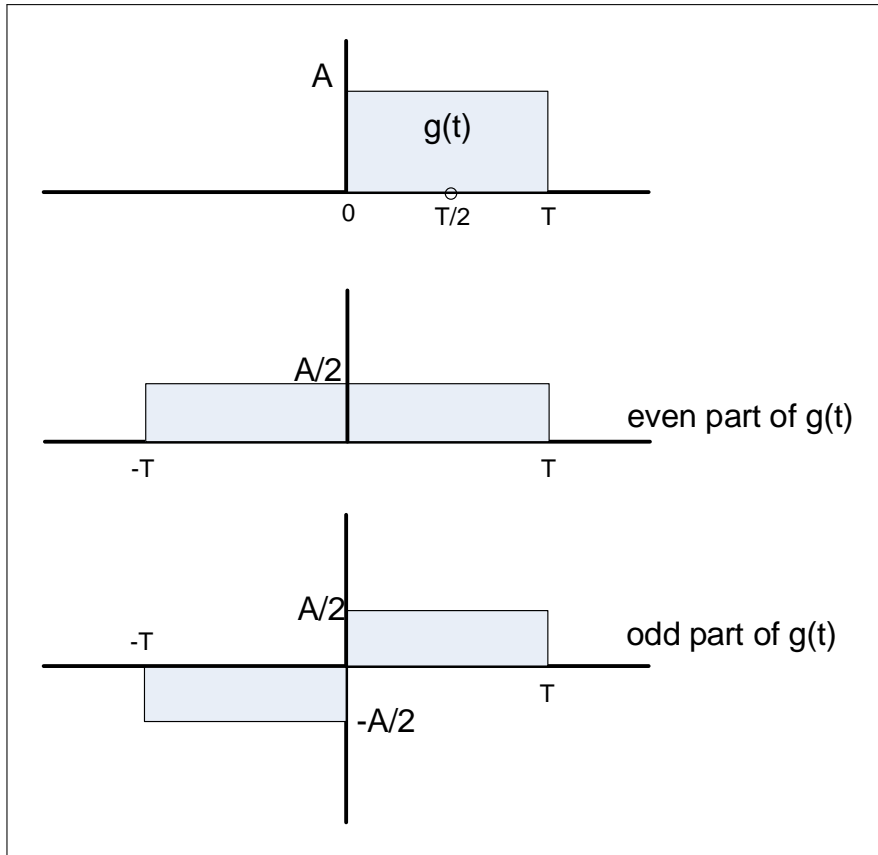 A
g(t)
0 T/2 T
A/2
even part of g(t)
-T T
A/2
-T
odd part of g(t)
T
-A/2